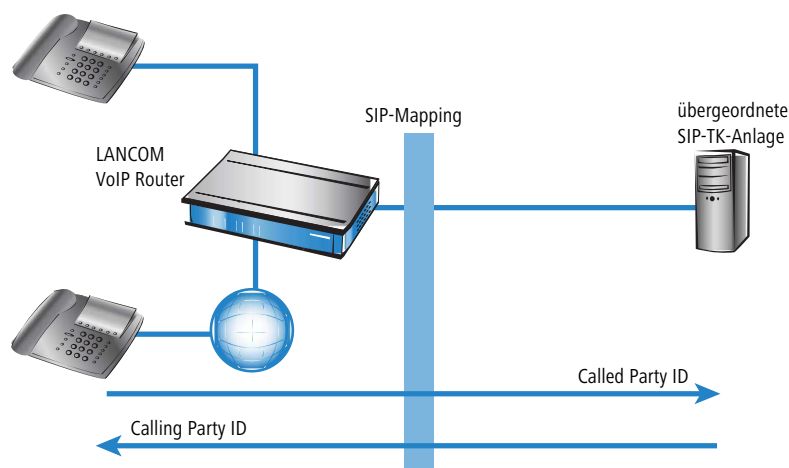 SIP-Mapping
übergeordnete
SIP-TK-Anlage
LANCOM
VoIP Router
Called Party ID
Calling Party ID